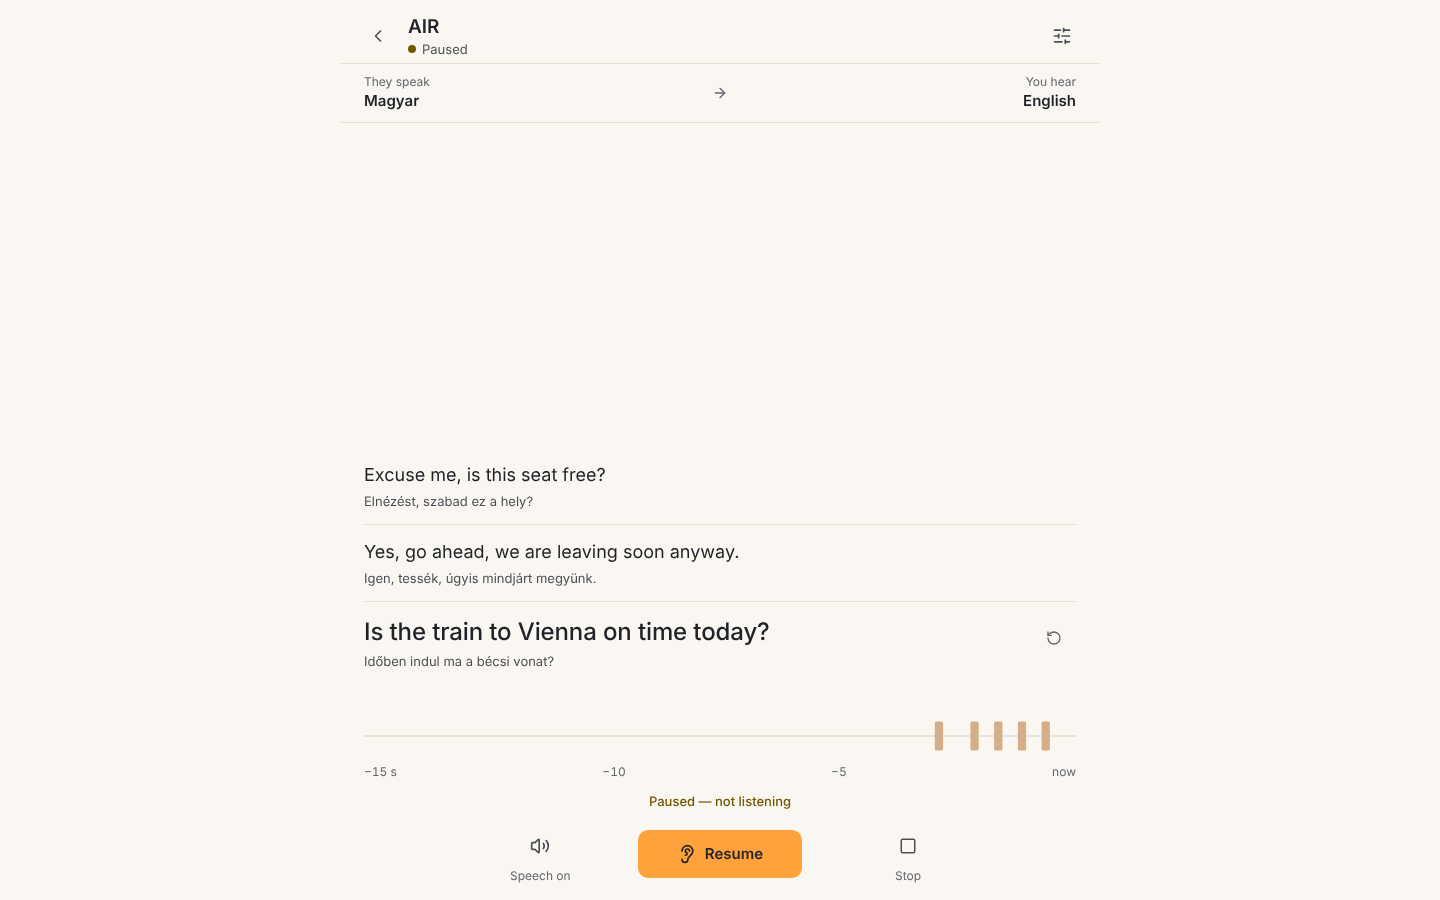 AIR
Paused
They speak
Magyar
You hear
English
Excuse me, is this seat free?
Elnézést, szabad ez a hely?
Yes, go ahead, we are leaving soon anyway.
Igen, tessék, úgyis mindjárt megyünk.
Is the train to Vienna on time today?
Időben indul ma a bécsi vonat?
−15 s
−10
−5
now
Paused — not listening
Speech on
Resume
Stop